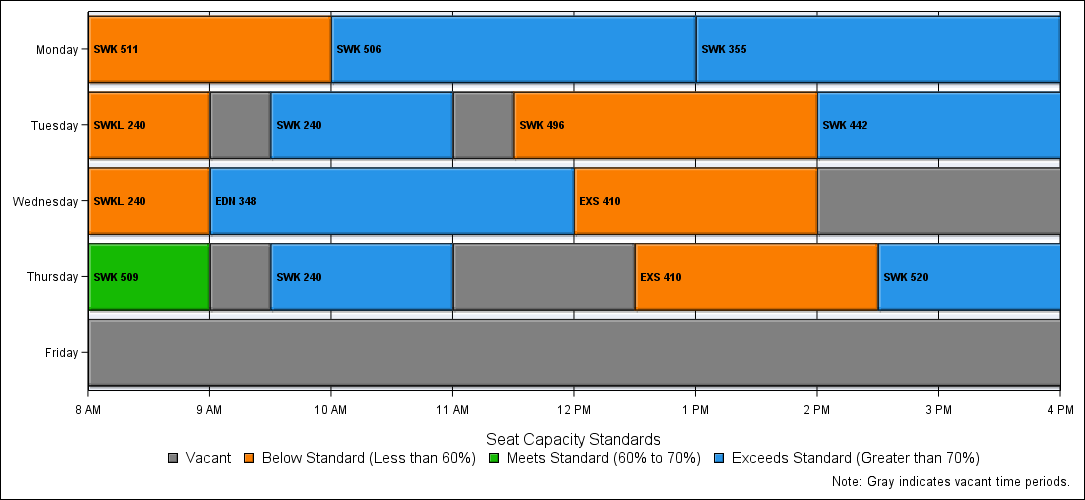 Monday
SWK 511
SWK 506
SWK 355
Tuesday
SWKL 240
SWK 240
SWK 496
SWK 442
Wednesday
SWKL 240
EDN 348
EXS 410
Thursday
SWK 509
SWK 240
EXS 410
SWK 520
Friday
8 AM 9 AM 10 AM 11 AM 12 PM 1 PM 2 PM 3 PM 4 PM
Seat Capacity Standards
Vacant Below Standard (Less than 60%) Meets Standard (60% to 70%) Exceeds Standard (Greater than 70%)
Note: Gray indicates vacant time periods.